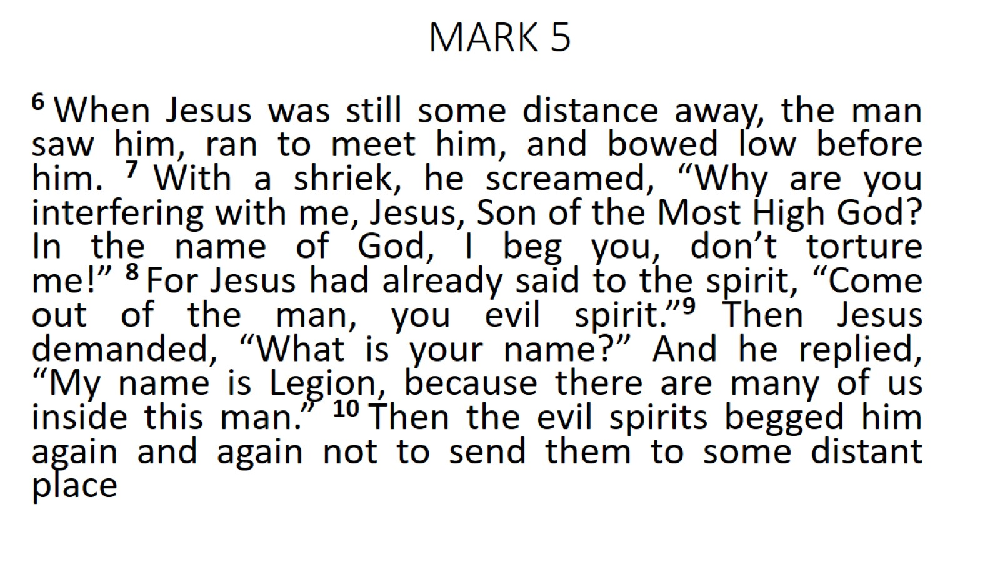 MARK 5
6 When Jesus was still some distance away, the man
saw him, ran to meet him, and bowed low before
him. 7 With a shriek, he screamed, “Why are you
interfering with me, Jesus, Son of the Most High God?
In the name of God, I beg you, don’t torture
me!” 8 For Jesus had already said to the spirit, “Come
out of the man, you evil spirit.”9 Then Jesus
demanded, “What is your name?” And he replied,
“My name is Legion, because there are many of us
inside this man.” 10 Then the evil spirits begged him
again and again not to send them to some distant
place